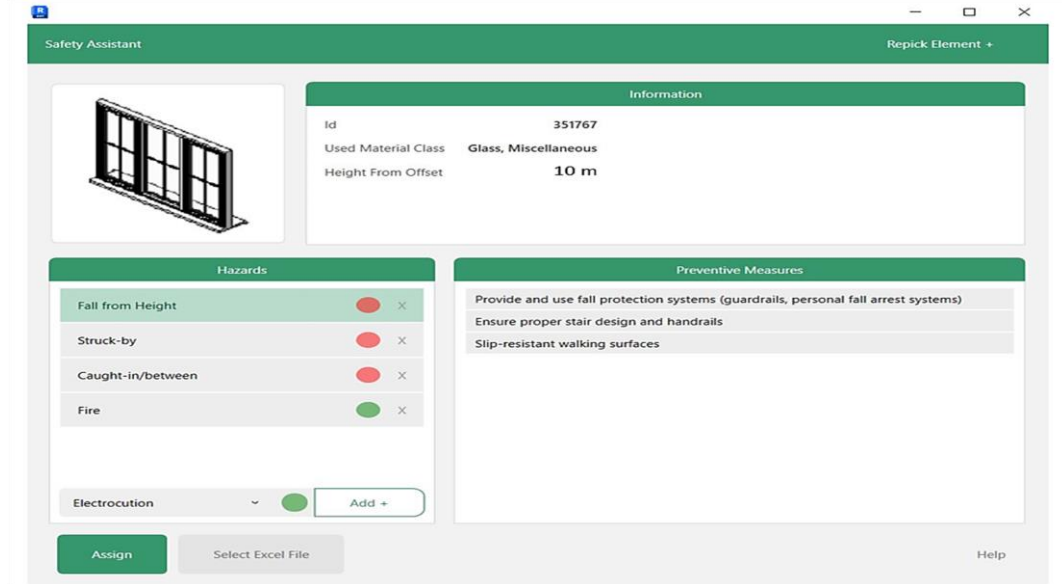 R
Safety Assistant
Repick Element +
Information
Id 351767
Used Material Class Glass, Miscellaneous
Height From Offset 10 m
Hazards
Fall from Height X
Struck-by X
Caught-in/between X
Fire X
Electrocution
Add +
Preventive Measures
Provide and use fall protection systems (guardrails, personal fall arrest systems)
Ensure proper stair design and handrails
Slip-resistant walking surfaces
Assign
Select Excel File
Help